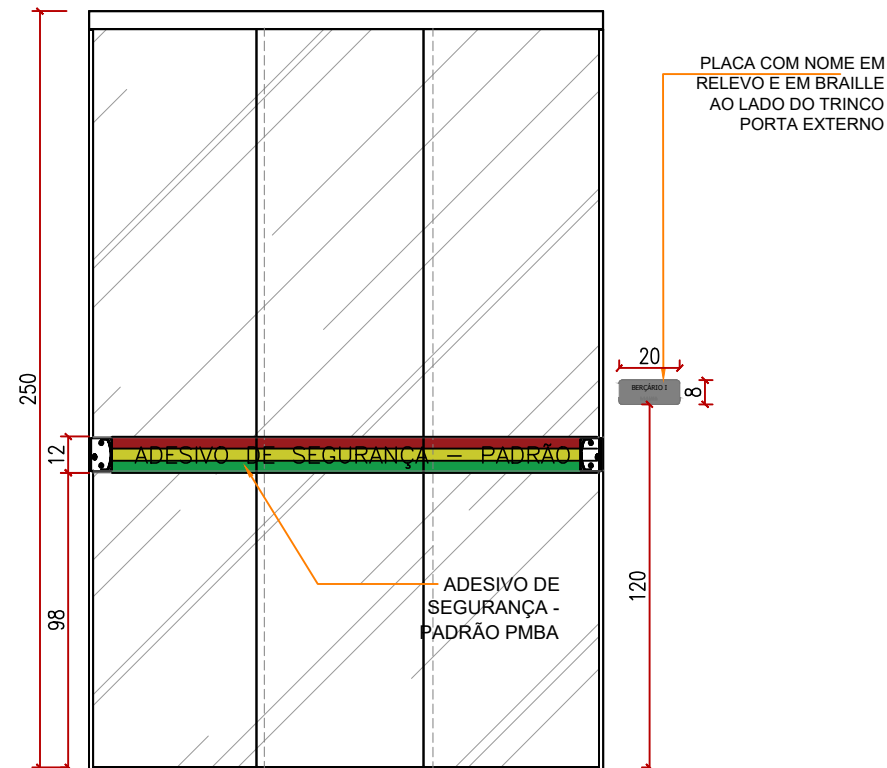 PLACA COM NOME EM
RELEVO E EM BRAILLE
AO LADO DO TRINCO
PORTA EXTERNO
20
BERÇÁRIO I
8
250
12
ADESIVO DE SEGURANÇA – PADRÃO
ADESIVO DE
SEGURANÇA -
PADRÃO PMBA
98
120